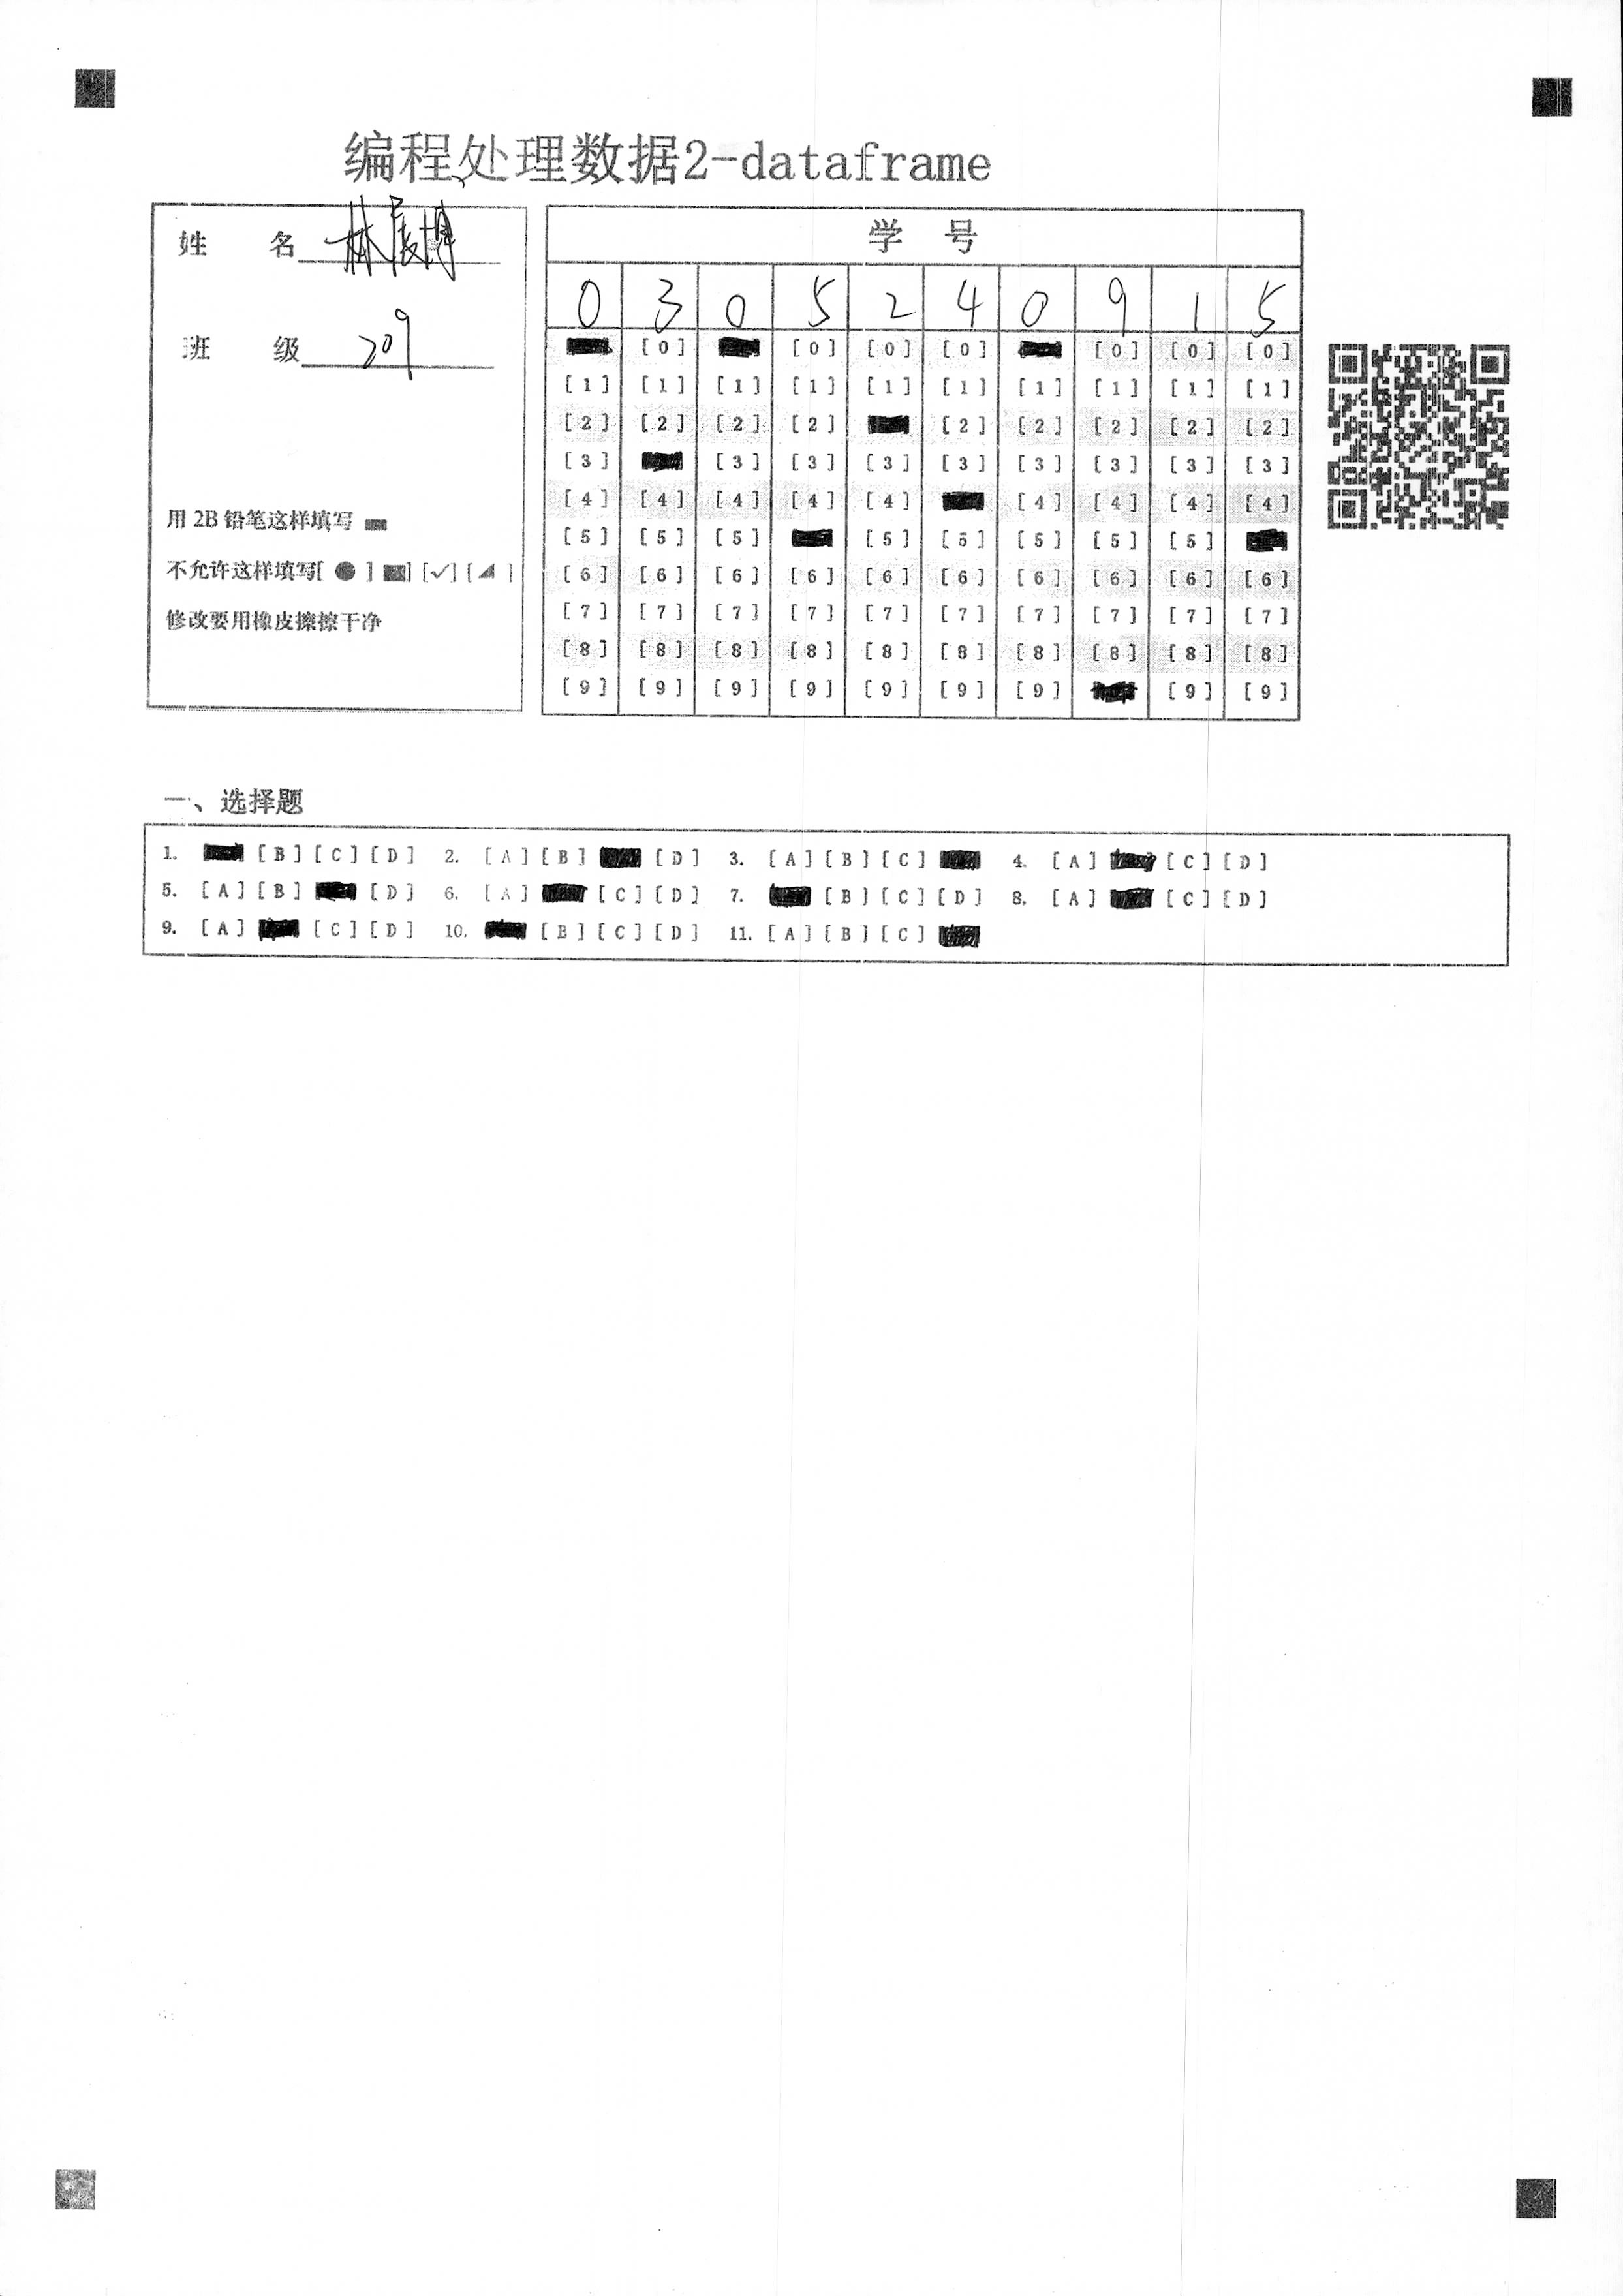 编程处理数据2-dataframe
姓 名 林展博
班 级 209
用 2B 铅笔这样填写
不允许这样填写[ ● ] [■] [✓] [◢ ]
修改要用橡皮擦擦干净
学 号
0 3 0 5 2 4 0 9 1 5
[0] [0] [0] [0] [0] [0] [0]
[1] [1] [1] [1] [1] [1] [1] [1] [1] [1]
[2] [2] [2] [2] [2] [2] [2] [2] [2]
[3] [3] [3] [3] [3] [3] [3] [3] [3]
[4] [4] [4] [4] [4] [4] [4] [4] [4]
[5] [5] [5] [5] [5] [5] [5] [5]
[6] [6] [6] [6] [6] [6] [6] [6] [6] [6]
[7] [7] [7] [7] [7] [7] [7] [7] [7] [7]
[8] [8] [8] [8] [8] [8] [8] [8] [8] [8]
[9] [9] [9] [9] [9] [9] [9] [9] [9]
一、选择题
1. [B] [C] [D] 2. [A] [B] [D] 3. [A] [B] [C] 4. [A] [C] [D]
5. [A] [B] [D] 6. [A] [C] [D] 7. [B] [C] [D] 8. [A] [C] [D]
9. [A] [C] [D] 10. [B] [C] [D] 11. [A] [B] [C]